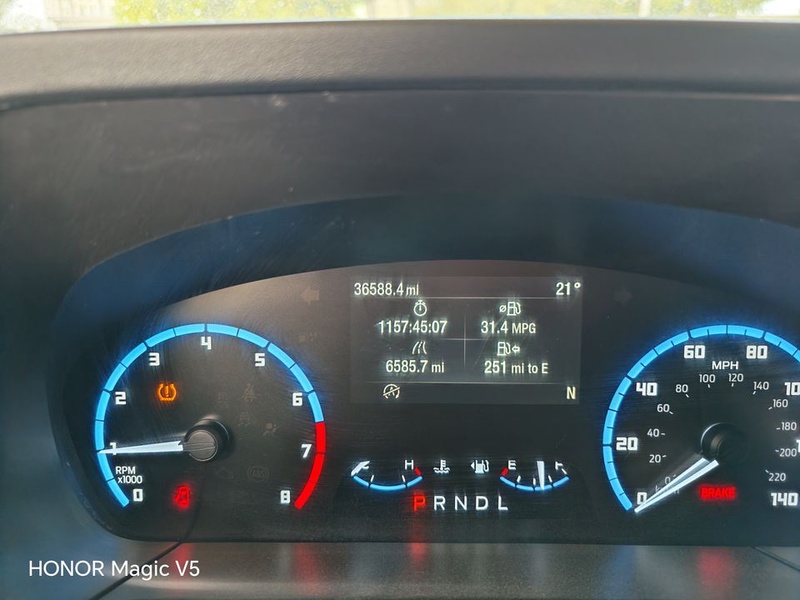 36588.4 mi 21°
1157:45:07 31.4 MPG
6585.7 mi 251 mi to E
N
0 1 2 3 4 5 6 7 8
RPM
x1000
H E
P R N D L
0 20 40 60 80
MPH
20 40 60 80 100 120 140 160 180 200 220
140
BRAKE
HONOR Magic V5